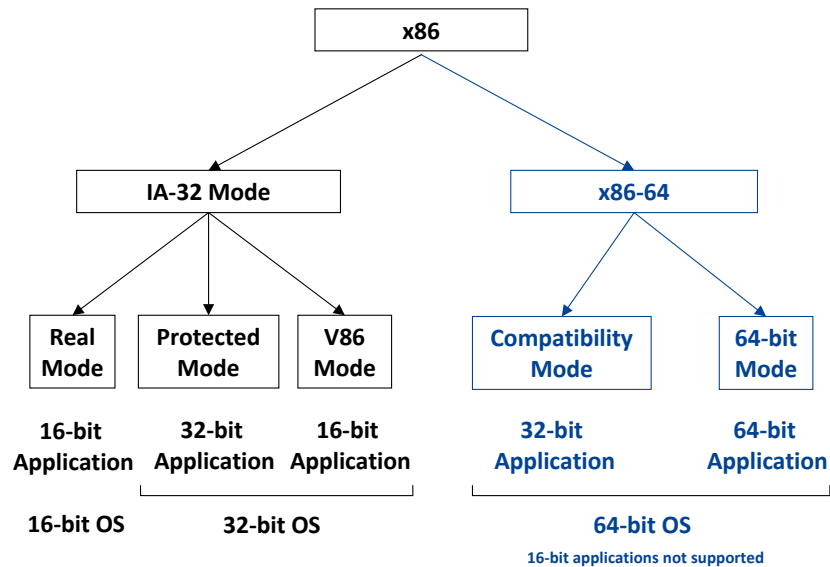 x86
IA-32 Mode
x86-64
Real
Mode
Protected
Mode
V86
Mode
Compatibility
Mode
64-bit
Mode
16-bit
Application
32-bit
Application
16-bit
Application
32-bit
Application
64-bit
Application
16-bit OS
32-bit OS
64-bit OS
16-bit applications not supported